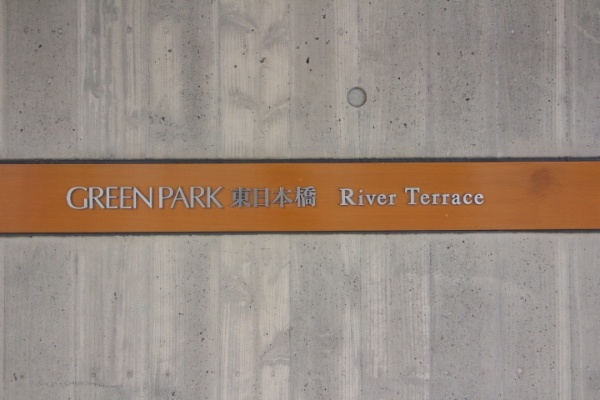 GREEN PARK 東日本橋 River Terrace